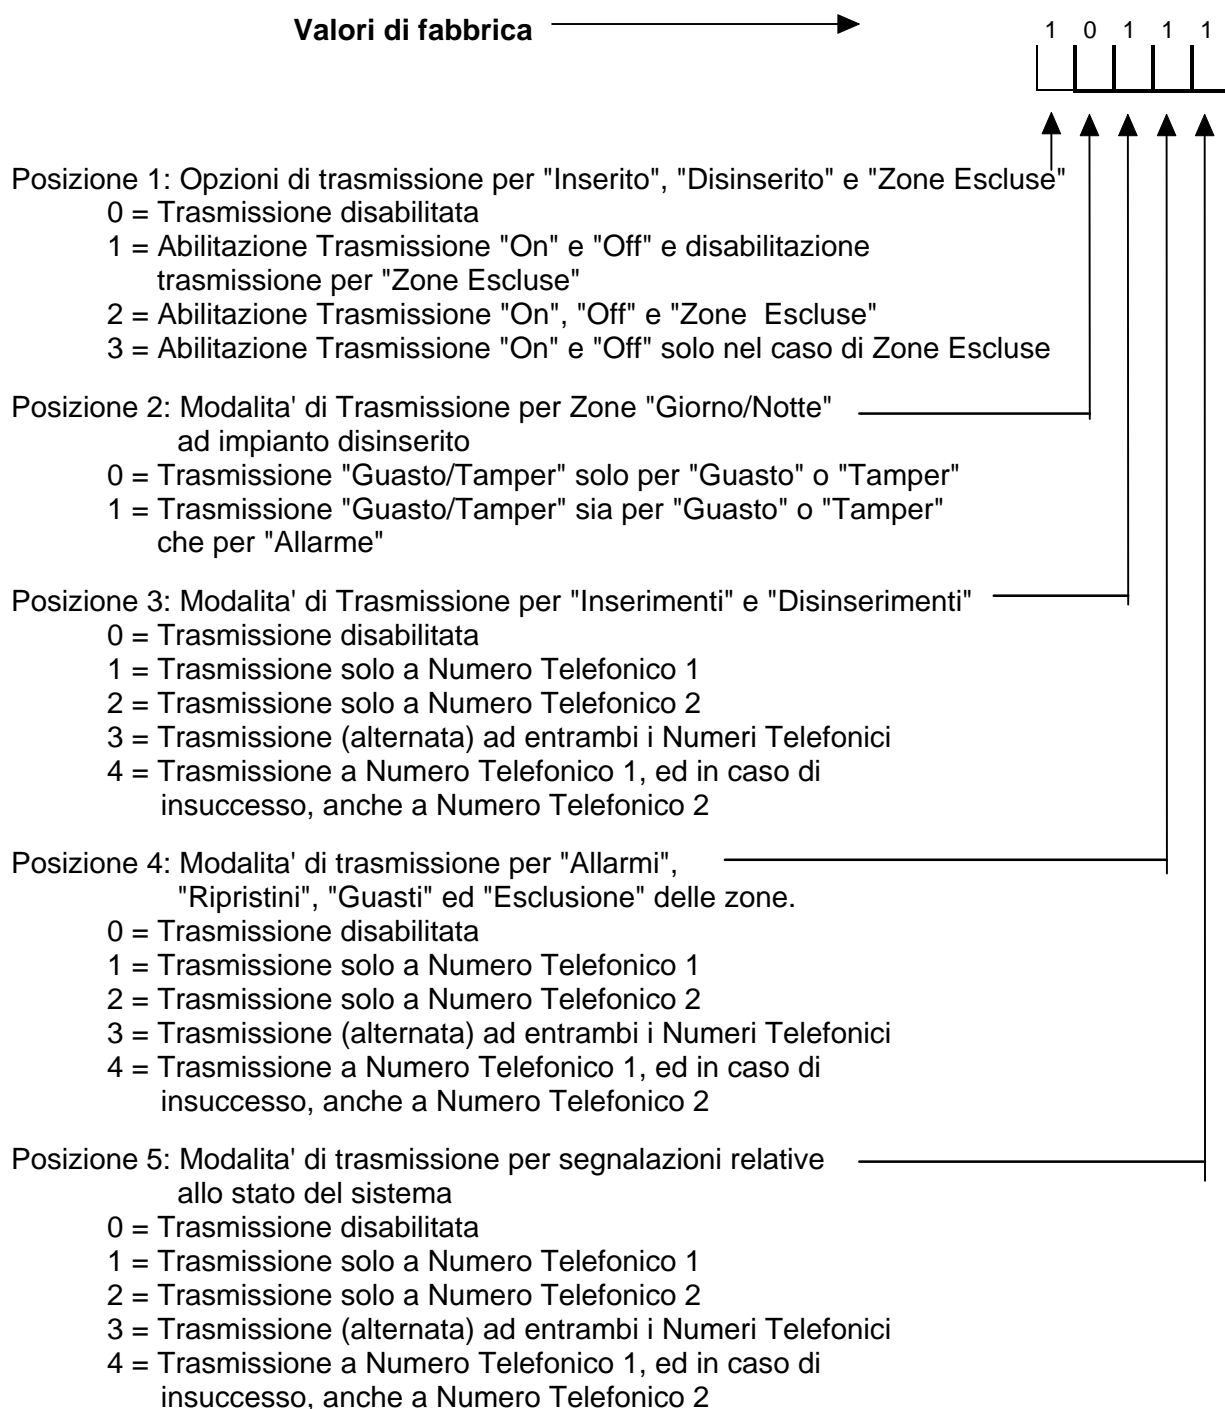 Valori di fabbrica 1 0 1 1 1
Posizione 1: Opzioni di trasmissione per "Inserito", "Disinserito" e "Zone Escluse"
0 = Trasmissione disabilitata
1 = Abilitazione Trasmissione "On" e "Off" e disabilitazione
trasmissione per "Zone Escluse"
2 = Abilitazione Trasmissione "On", "Off" e "Zone Escluse"
3 = Abilitazione Trasmissione "On" e "Off" solo nel caso di Zone Escluse
Posizione 2: Modalita' di Trasmissione per Zone "Giorno/Notte"
ad impianto disinserito
0 = Trasmissione "Guasto/Tamper" solo per "Guasto" o "Tamper"
1 = Trasmissione "Guasto/Tamper" sia per "Guasto" o "Tamper"
che per "Allarme"
Posizione 3: Modalita' di Trasmissione per "Inserimenti" e "Disinserimenti"
0 = Trasmissione disabilitata
1 = Trasmissione solo a Numero Telefonico 1
2 = Trasmissione solo a Numero Telefonico 2
3 = Trasmissione (alternata) ad entrambi i Numeri Telefonici
4 = Trasmissione a Numero Telefonico 1, ed in caso di
insuccesso, anche a Numero Telefonico 2
Posizione 4: Modalita' di trasmissione per "Allarmi",
"Ripristini", "Guasti" ed "Esclusione" delle zone.
0 = Trasmissione disabilitata
1 = Trasmissione solo a Numero Telefonico 1
2 = Trasmissione solo a Numero Telefonico 2
3 = Trasmissione (alternata) ad entrambi i Numeri Telefonici
4 = Trasmissione a Numero Telefonico 1, ed in caso di
insuccesso, anche a Numero Telefonico 2
Posizione 5: Modalita' di trasmissione per segnalazioni relative
allo stato del sistema
0 = Trasmissione disabilitata
1 = Trasmissione solo a Numero Telefonico 1
2 = Trasmissione solo a Numero Telefonico 2
3 = Trasmissione (alternata) ad entrambi i Numeri Telefonici
4 = Trasmissione a Numero Telefonico 1, ed in caso di
insuccesso, anche a Numero Telefonico 2